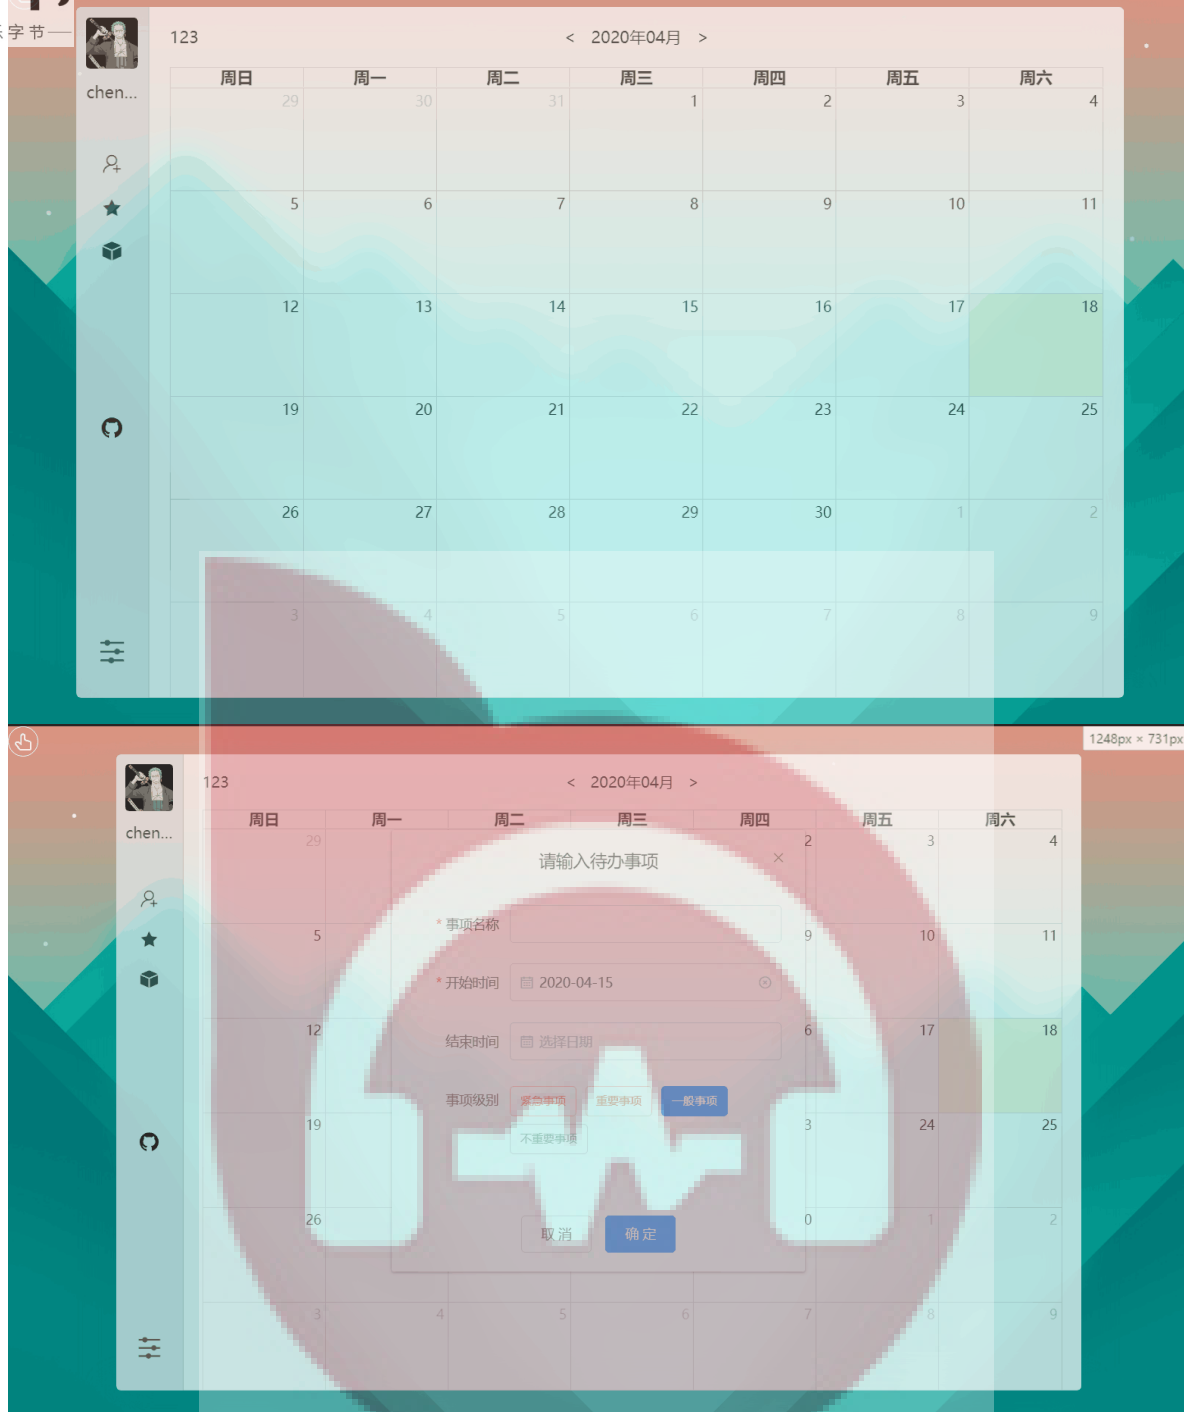 字节——
chen...
123
< 2020年04月 >
周日 周一 周二 周三 周四 周五 周六
29 30 31 1 2 3 4
5 6 7 8 9 10 11
12 13 14 15 16 17 18
19 20 21 22 23 24 25
26 27 28 29 30 1 2
3 4 5 6 7 8 9
1248px × 731px
chen...
123
< 2020年04月 >
周日 周一 周二 周三 周四 周五 周六
29 2 3 4
请输入待办事项 ×
* 事项名称
5 9 10 11
* 开始时间 2020-04-15
12 6 17 18
结束时间 选择日期
事项级别 紧急事项 重要事项 一般事项
不重要事项
19 3 24 25
26 0 1 2
取消 确定
3 4 5 6 7 8 9